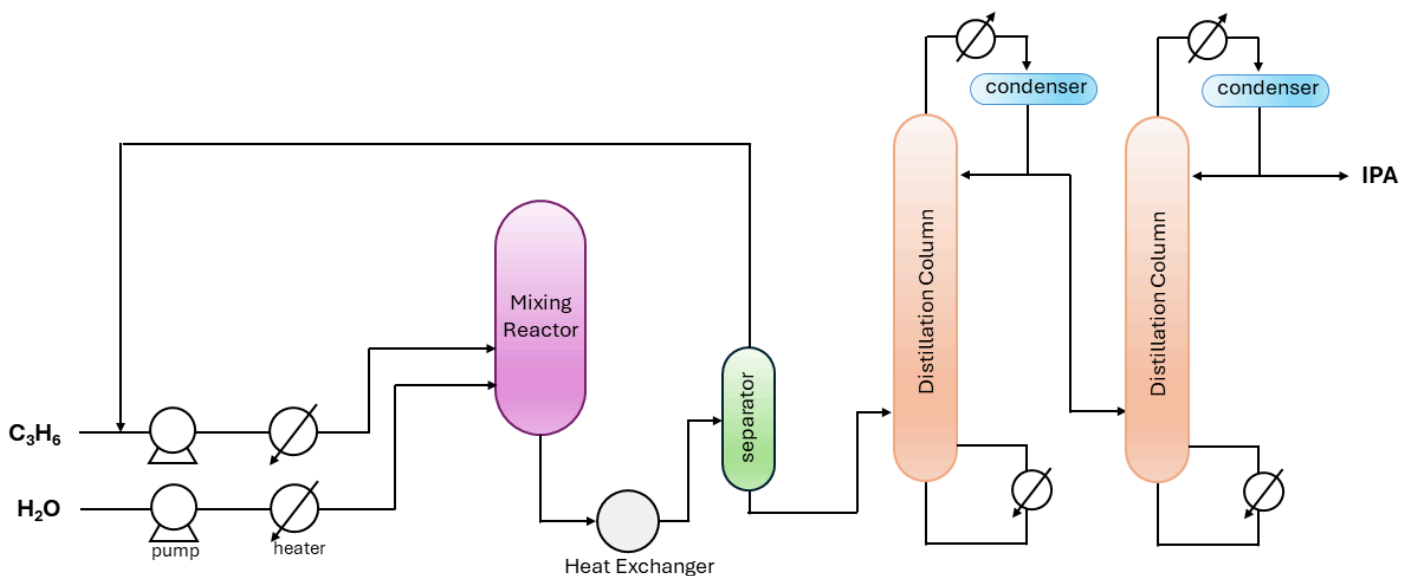 condenser
condenser
IPA
Mixing
Reactor
Distillation Column
Distillation Column
separator
C₃H₆
H₂O
pump
heater
Heat Exchanger